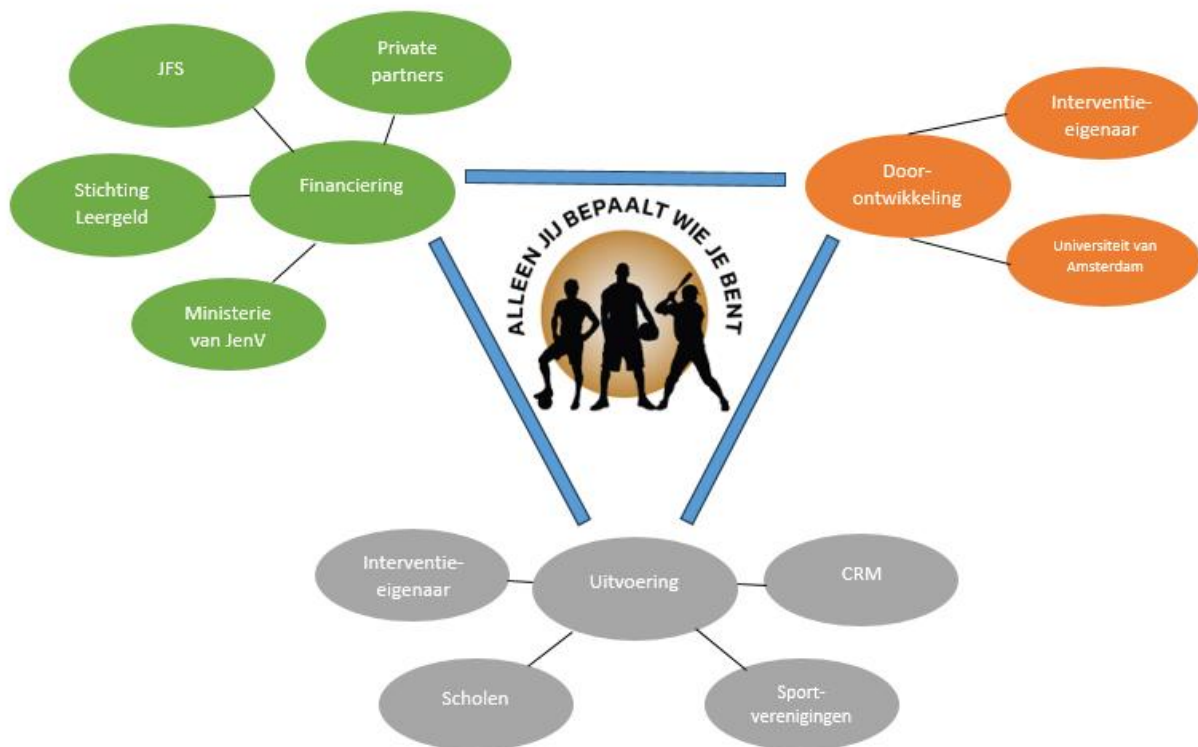 JFS
Private
partners
Financiering
Stichting
Leergeld
Ministerie
van JenV
Interventie-
eigenaar
Door-
ontwikkeling
Universiteit van
Amsterdam
ALLEEN JIJ BEPAALT WIE JE BENT
Interventie-
eigenaar
Uitvoering
CRM
Scholen
Sport-
verenigingen